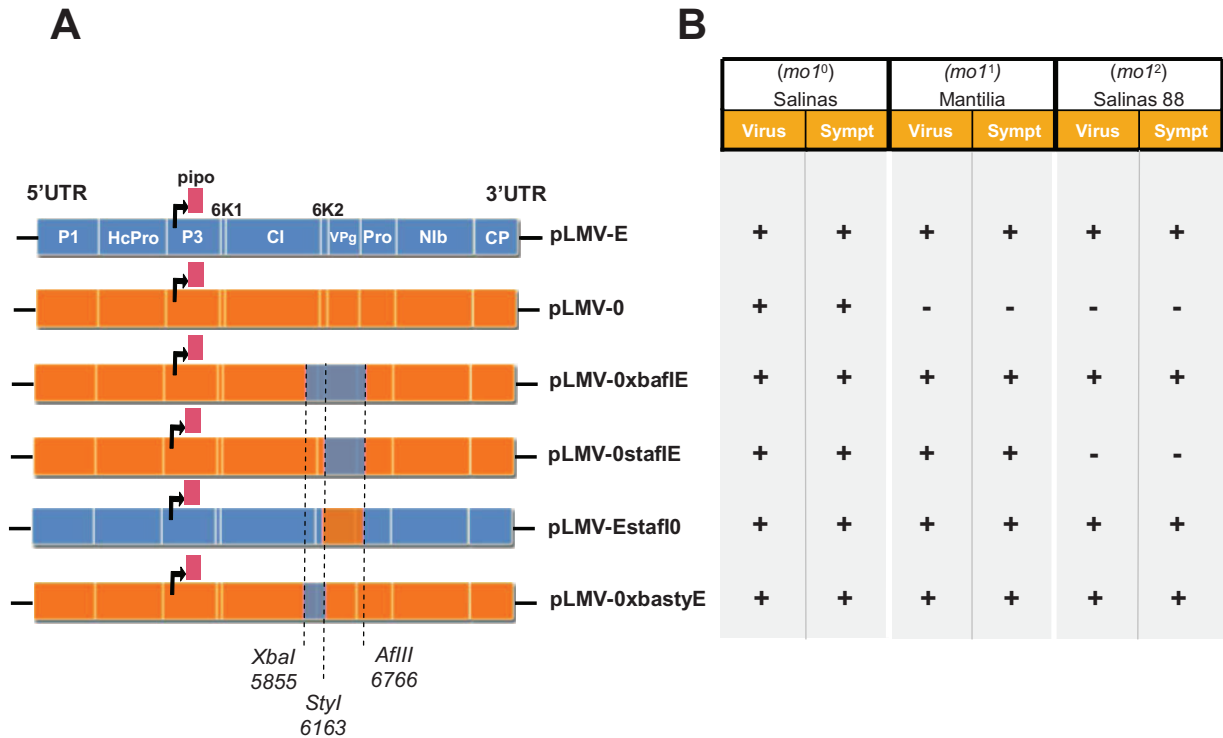 A
B
(mo1⁰) (mo1¹) (mo1²)
Salinas Mantilia Salinas 88
Virus Sympt Virus Sympt Virus Sympt
pipo
5'UTR 6K1 6K2 3'UTR
P1 HcPro P3 CI VPg Pro NIb CP pLMV-E + + + + + +
pLMV-0 + + - - - -
pLMV-0xbaflE + + + + + +
pLMV-0staflE + + + + - -
pLMV-Estafl0 + + + + + +
pLMV-0xbastyE + + + + + +
XbaI AflII
5855 6766
StyI
6163